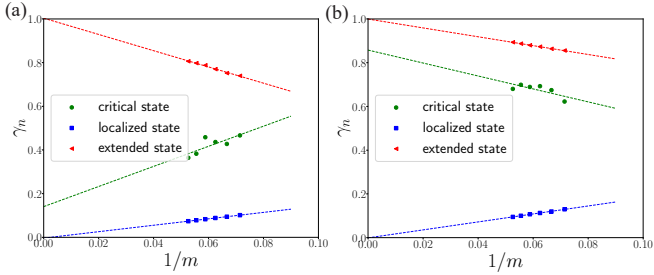 (a)
1.0
0.8
0.6
0.4
0.2
0.0
γn
critical state
localized state
extended state
0.00 0.02 0.04 0.06 0.08 0.10
1/m
(b)
1.0
0.8
0.6
0.4
0.2
0.0
γn
critical state
localized state
extended state
0.00 0.02 0.04 0.06 0.08 0.10
1/m